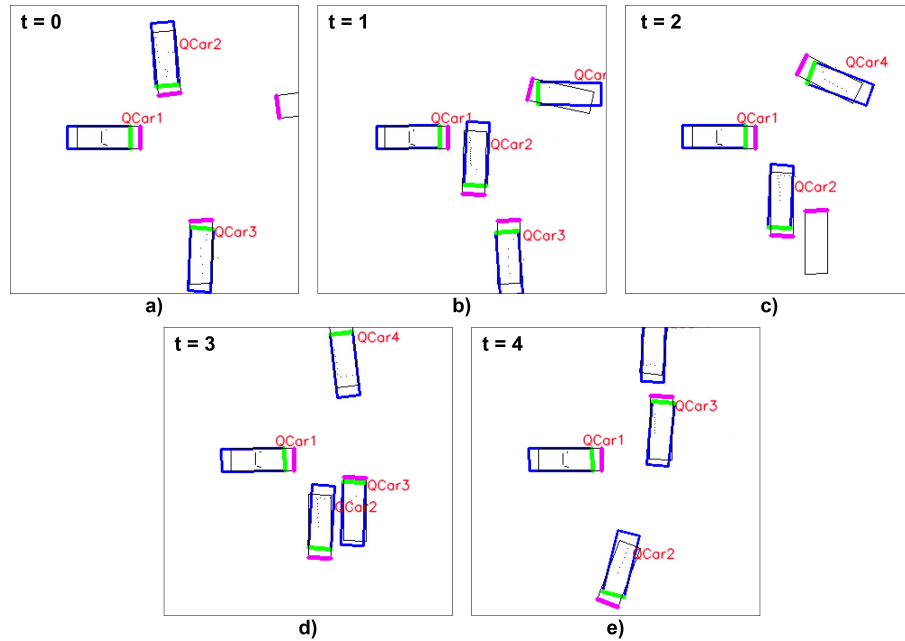 t = 0
QCar2
QCar1
QCar3
a)
t = 1
QCar
QCar1
QCar2
QCar3
b)
t = 2
QCar4
QCar1
QCar2
c)
t = 3
QCar4
QCar1
QCar3
QCar2
d)
t = 4
QCar3
QCar1
QCar2
e)